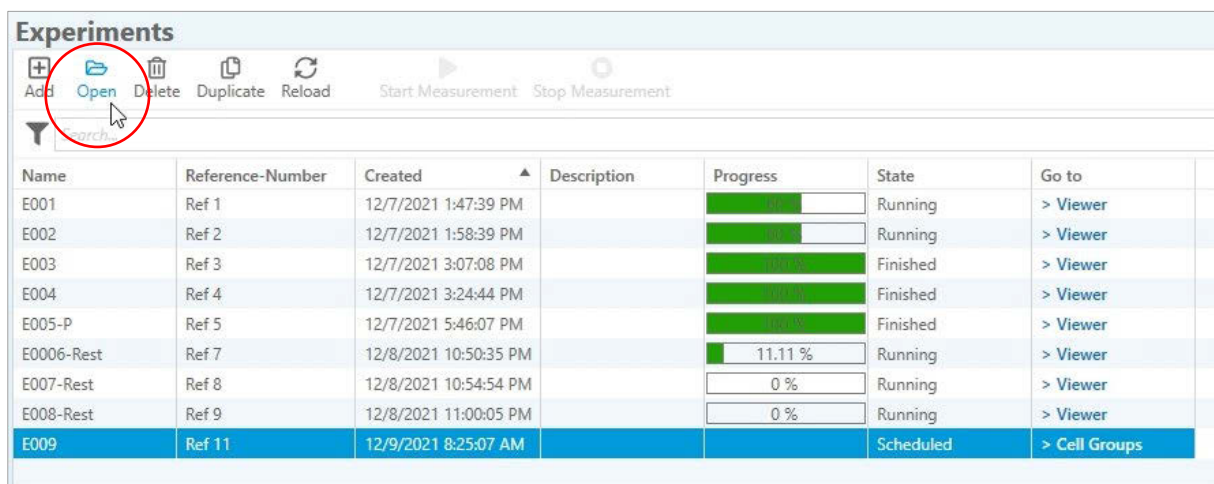 Experiments
Add Open Delete Duplicate Reload Start Measurement Stop Measurement
Search...
Name Reference-Number Created Description Progress State Go to
E001 Ref 1 12/7/2021 1:47:39 PM Running > Viewer
E002 Ref 2 12/7/2021 1:58:39 PM Running > Viewer
E003 Ref 3 12/7/2021 3:07:08 PM 100 % Finished > Viewer
E004 Ref 4 12/7/2021 3:24:44 PM 100 % Finished > Viewer
E005-P Ref 5 12/7/2021 5:46:07 PM 100 % Finished > Viewer
E0006-Rest Ref 7 12/8/2021 10:50:35 PM 11.11 % Running > Viewer
E007-Rest Ref 8 12/8/2021 10:54:54 PM 0 % Running > Viewer
E008-Rest Ref 9 12/8/2021 11:00:05 PM 0 % Running > Viewer
E009 Ref 11 12/9/2021 8:25:07 AM Scheduled > Cell Groups